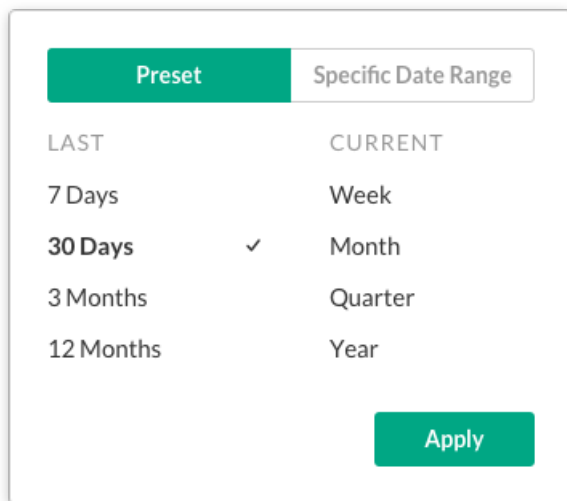 Preset Specific Date Range
LAST CURRENT
7 Days Week
30 Days Month
3 Months Quarter
12 Months Year
Apply